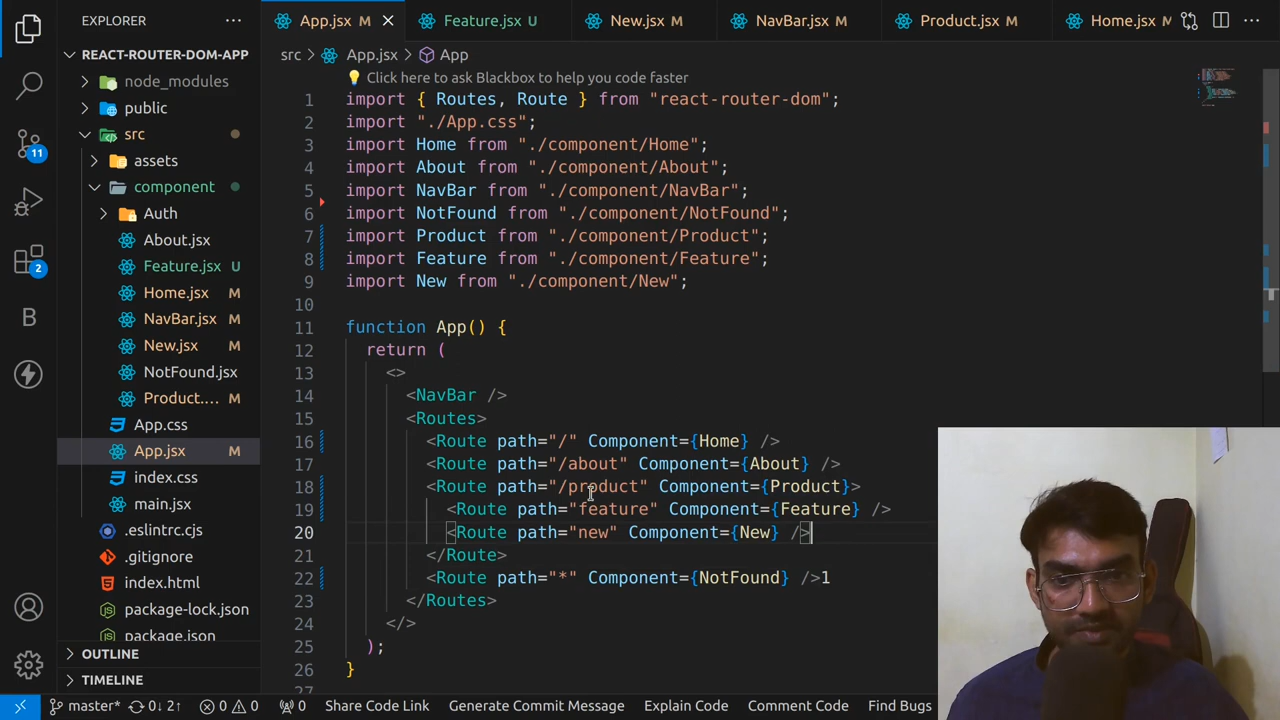 EXPLORER
REACT-ROUTER-DOM-APP
node_modules
public
src
assets
component
Auth
About.jsx
Feature.jsx U
Home.jsx M
NavBar.jsx M
New.jsx M
NotFound.jsx
Product.... M
App.css
App.jsx M
index.css
main.jsx
.eslintrc.cjs
.gitignore
index.html
package-lock.json
package.json
OUTLINE
TIMELINE
11
2
B
App.jsx M
Feature.jsx U
New.jsx M
NavBar.jsx M
Product.jsx M
Home.jsx M
src > App.jsx > App
Click here to ask Blackbox to help you code faster
1 import { Routes, Route } from "react-router-dom";
2 import "./App.css";
3 import Home from "./component/Home";
4 import About from "./component/About";
5 import NavBar from "./component/NavBar";
6 import NotFound from "./component/NotFound";
7 import Product from "./component/Product";
8 import Feature from "./component/Feature";
9 import New from "./component/New";
10
11 function App() {
12 return (
13 <>
14 <NavBar />
15 <Routes>
16 <Route path="/" Component={Home} />
17 <Route path="/about" Component={About} />
18 <Route path="/product" Component={Product}>
19 <Route path="feature" Component={Feature} />
20 <Route path="new" Component={New} />
21 </Route>
22 <Route path="*" Component={NotFound} />1
23 </Routes>
24 </>
25 );
26 }
27
master* 0↓ 2↑ 0 0 0 Share Code Link Generate Commit Message Explain Code Comment Code Find Bugs